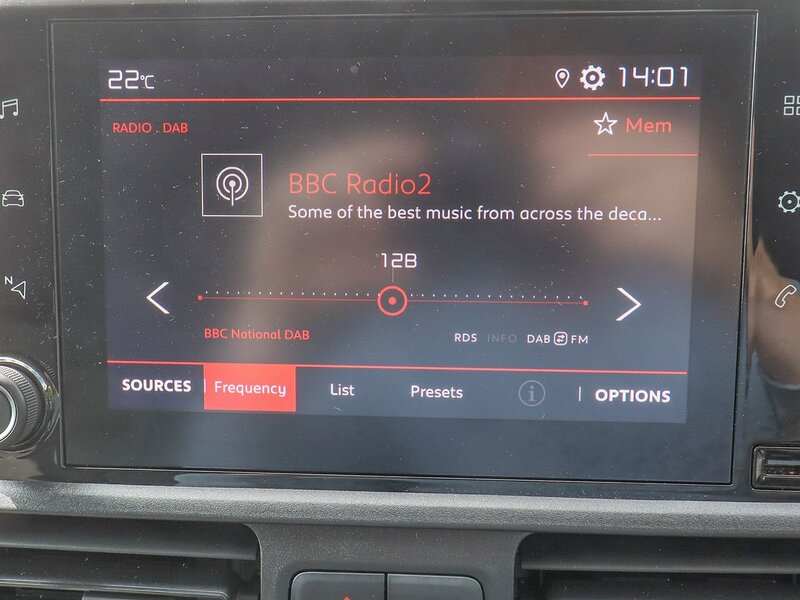 22°C 14:01
RADIO . DAB
Mem
BBC Radio2
Some of the best music from across the deca...
12B
BBC National DAB
RDS INFO DAB FM
SOURCES Frequency List Presets i OPTIONS
N